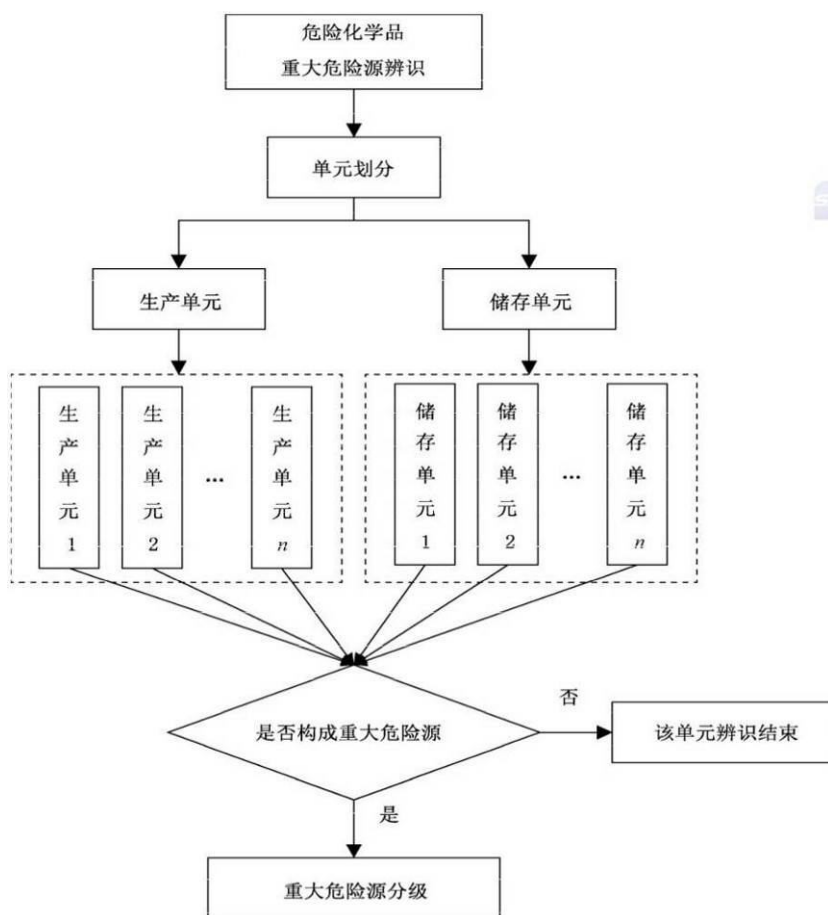 危险化学品
重大危险源辨识
单元划分
生产单元
储存单元
生产单元1
生产单元2
…
生产单元n
储存单元1
储存单元2
…
储存单元n
是否构成重大危险源
否
该单元辨识结束
是
重大危险源分级